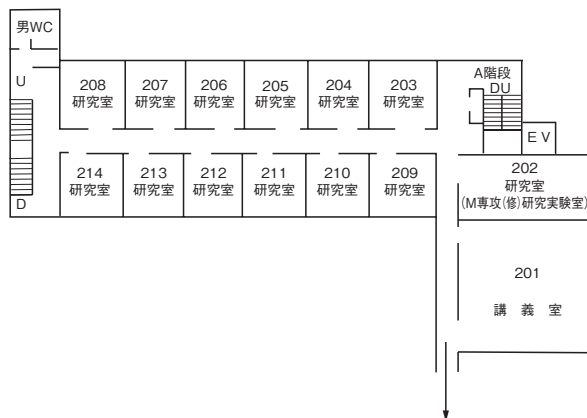 男WC
U
A階段
DU
EV
208
研究室
207
研究室
206
研究室
205
研究室
204
研究室
203
研究室
214
研究室
213
研究室
212
研究室
211
研究室
210
研究室
209
研究室
202
研究室
(M専攻(修)研究実験室)
D
201
講義室